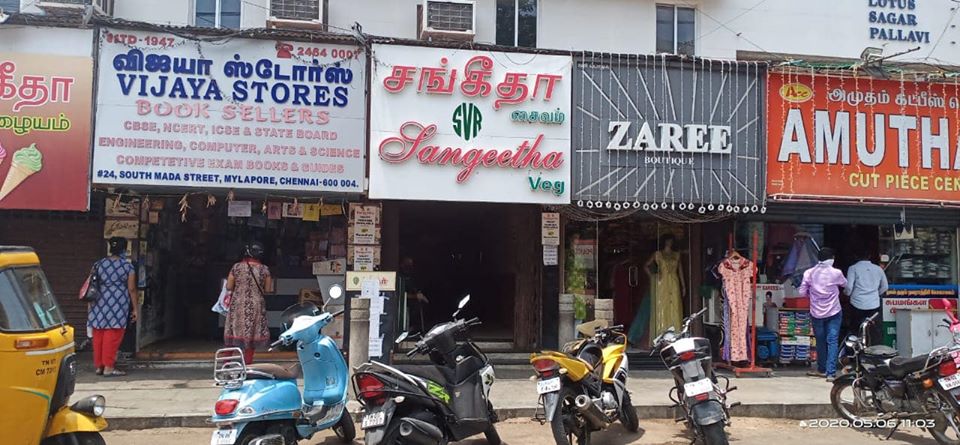 LOTUS
SAGAR
PALLAVI
கீதா
ESTD-1947
2464 0001
விஜயா ஸ்டோர்ஸ்
VIJAYA STORES
BOOK SELLERS
CBSE, NCERT, ICSE & STATE BOARD
ENGINEERING, COMPUTER, ARTS & SCIENCE
COMPETETIVE EXAM BOOKS & GUIDES
#24, SOUTH MADA STREET, MYLAPORE, CHENNAI-600 004.
சங்கீதா
சைவம்
SVR
Sangeetha
Veg
ZAREE
BOUTIQUE
A-c
அமுதம் கட்பீஸ்
AMUTHA
CUT PIECE CEN
2020.05.06 11:03